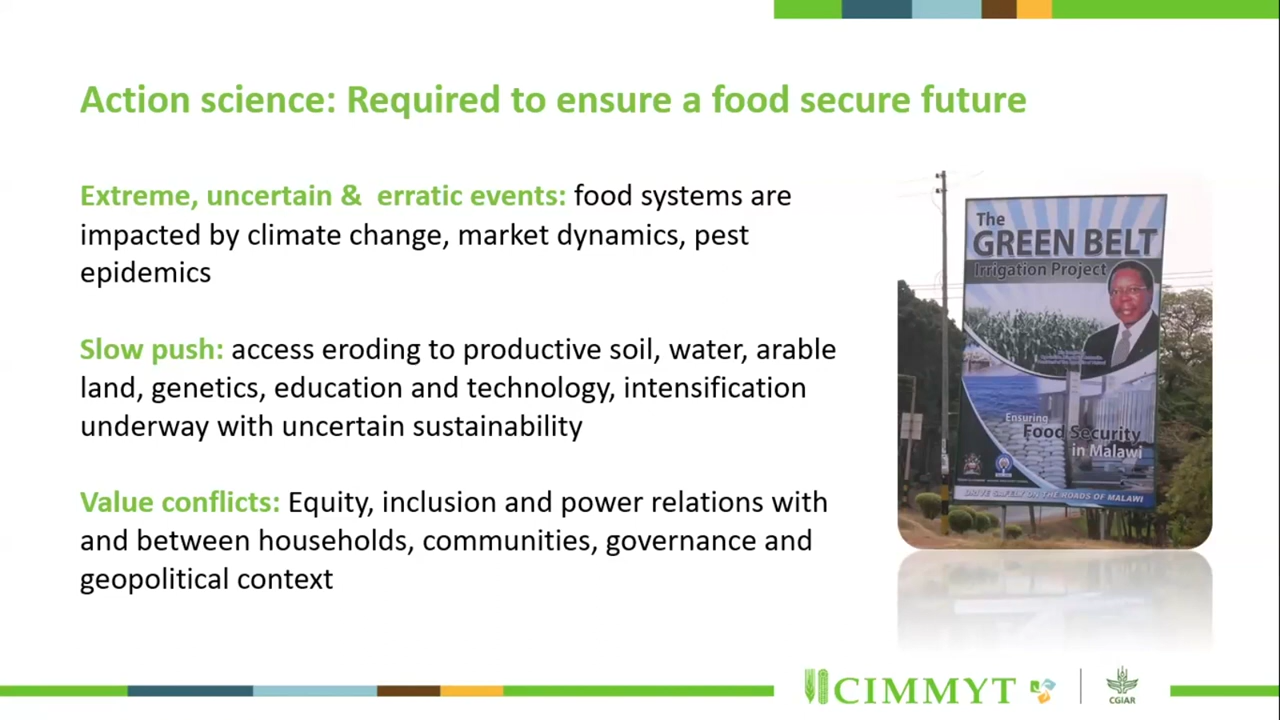 Action science: Required to ensure a food secure future
Extreme, uncertain & erratic events: food systems are
impacted by climate change, market dynamics, pest
epidemics
Slow push: access eroding to productive soil, water, arable
land, genetics, education and technology, intensification
underway with uncertain sustainability
Value conflicts: Equity, inclusion and power relations with
and between households, communities, governance and
geopolitical context
The
GREEN BELT
Irrigation Project
Ensuring
Food Security
in Malawi
DRIVE SAFELY ON THE ROADS OF MALAWI
CIMMYT
CGIAR